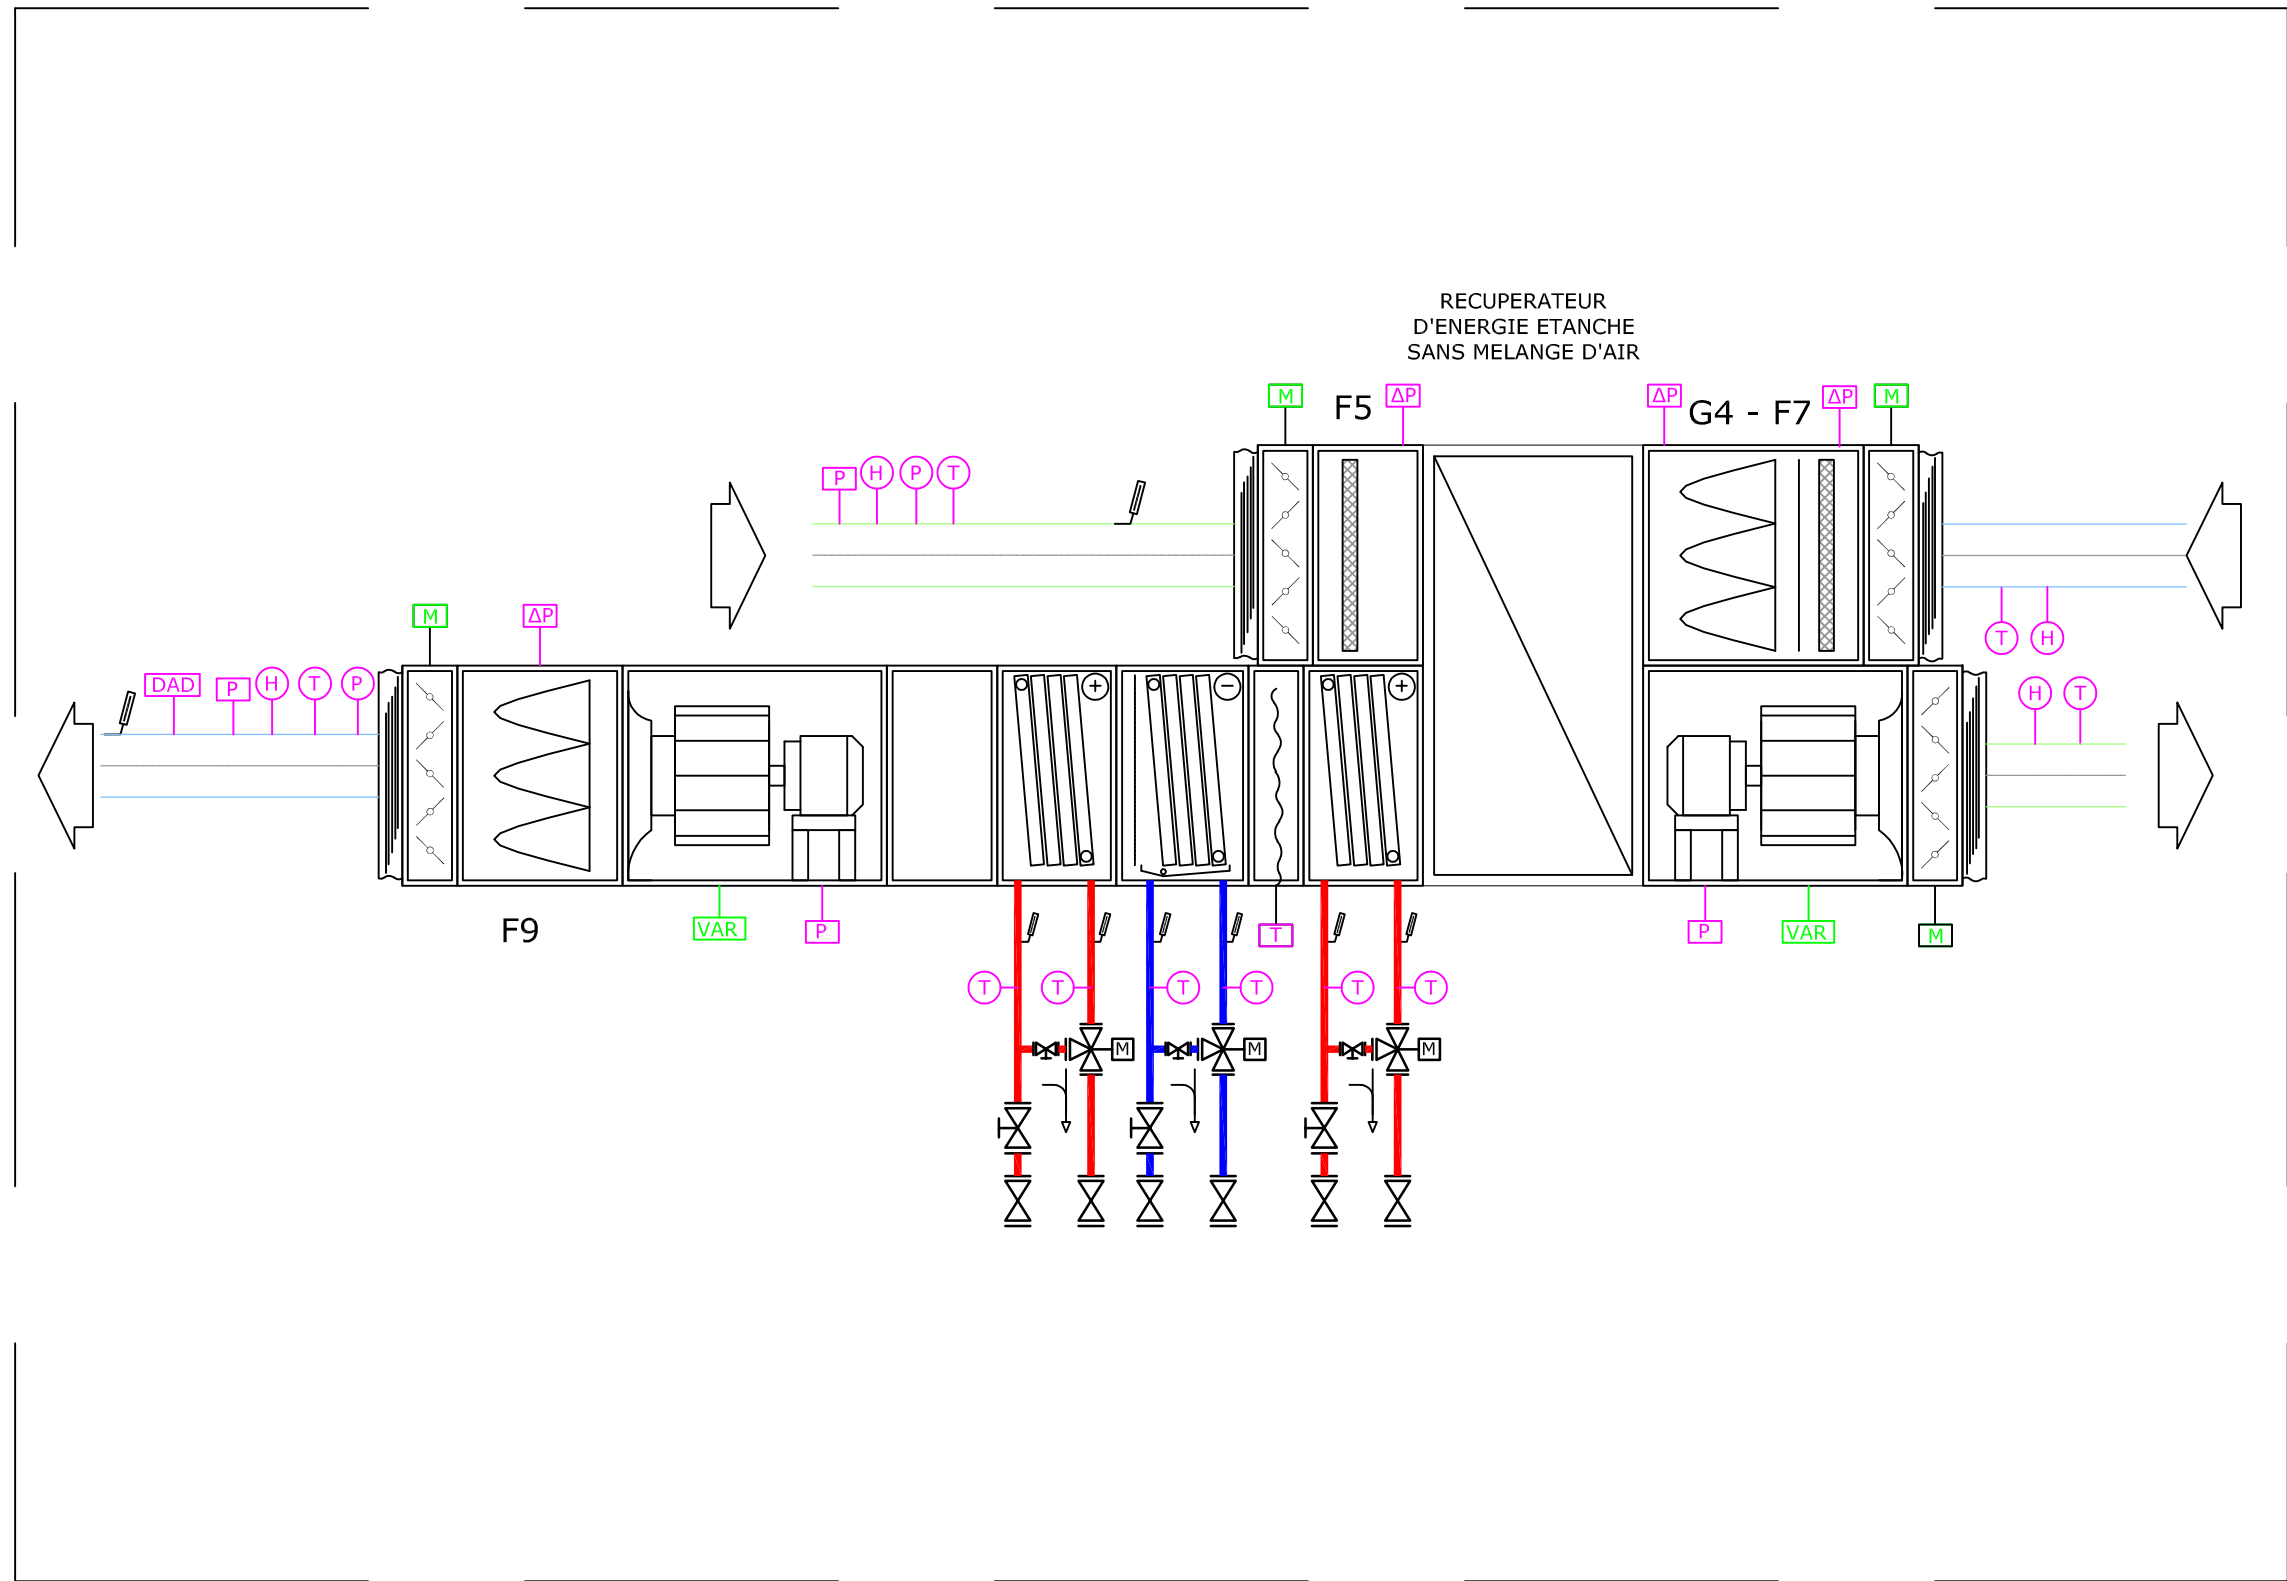 RECUPERATEUR
D'ENERGIE ETANCHE
SANS MELANGE D'AIR
M
F5
ΔP
ΔP
G4 - F7
ΔP
M
P
H
P
T
M
ΔP
T
H
DAD
P
H
T
P
+
−
+
H
T
F9
VAR
P
T
P
VAR
M
T
T
T
T
T
T
M
M
M